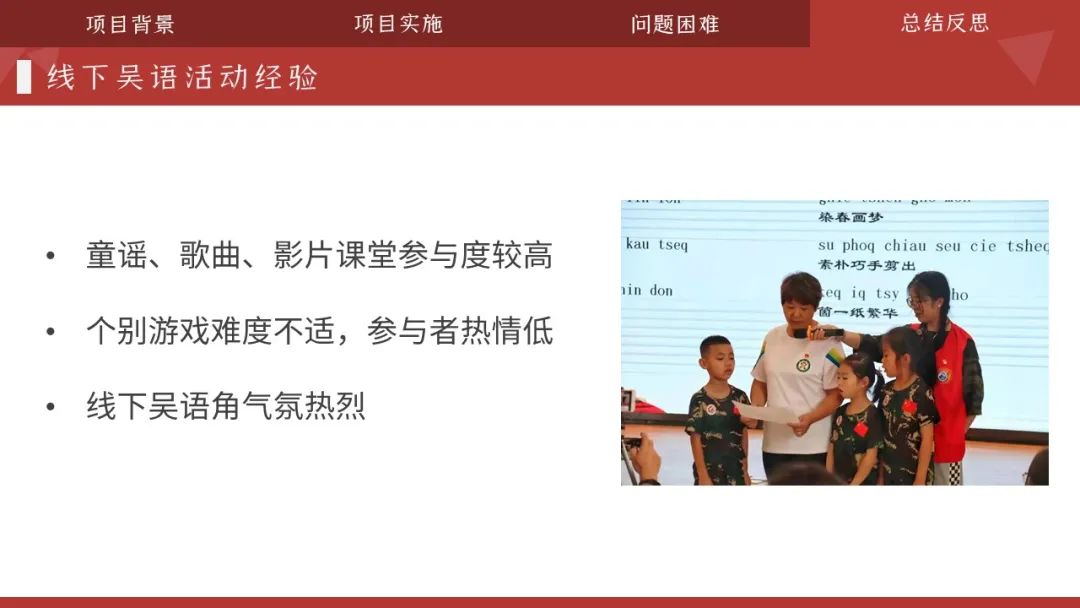 项目背景
项目实施
问题困难
总结反思
线下吴语活动经验
• 童谣、歌曲、影片课堂参与度较高
• 个别游戏难度不适，参与者热情低
• 线下吴语角气氛热烈
染春画梦
kau tseq
su phoq chiau seu cie tsheq
素朴巧手剪出
nin don
iq tsy
ho
茵一纸繁华